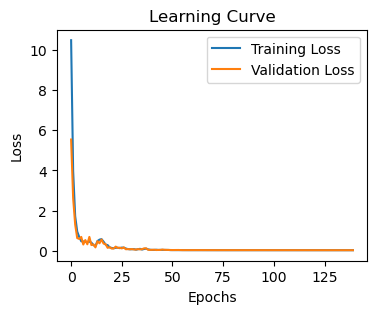 Learning Curve
10
8
6
4
2
0
Loss
Training Loss
Validation Loss
0 25 50 75 100 125
Epochs